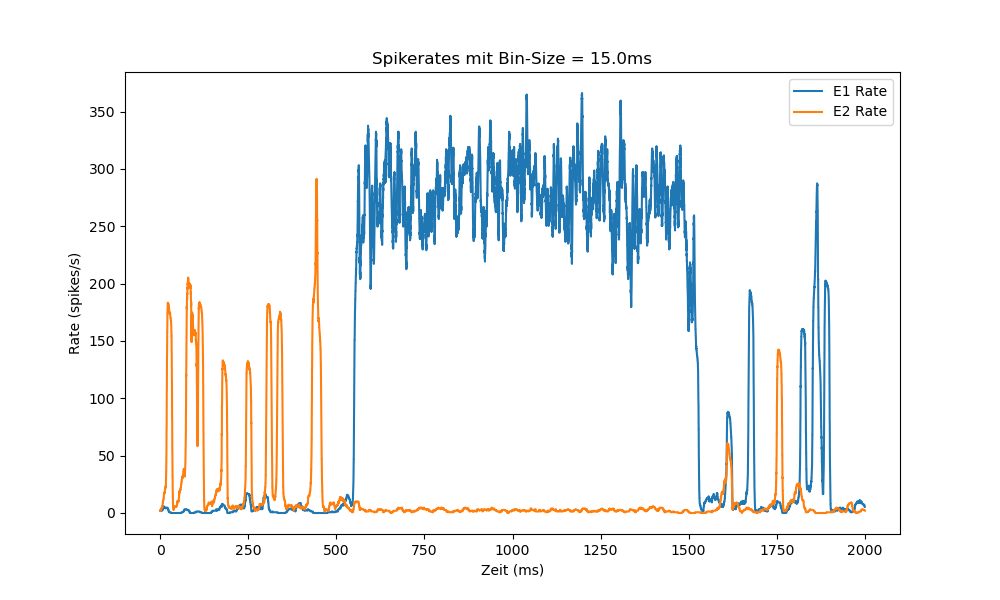 Spikerates mit Bin-Size = 15.0ms
E1 Rate
E2 Rate
350
300
250
200
150
100
50
0
Rate (spikes/s)
0 250 500 750 1000 1250 1500 1750 2000
Zeit (ms)